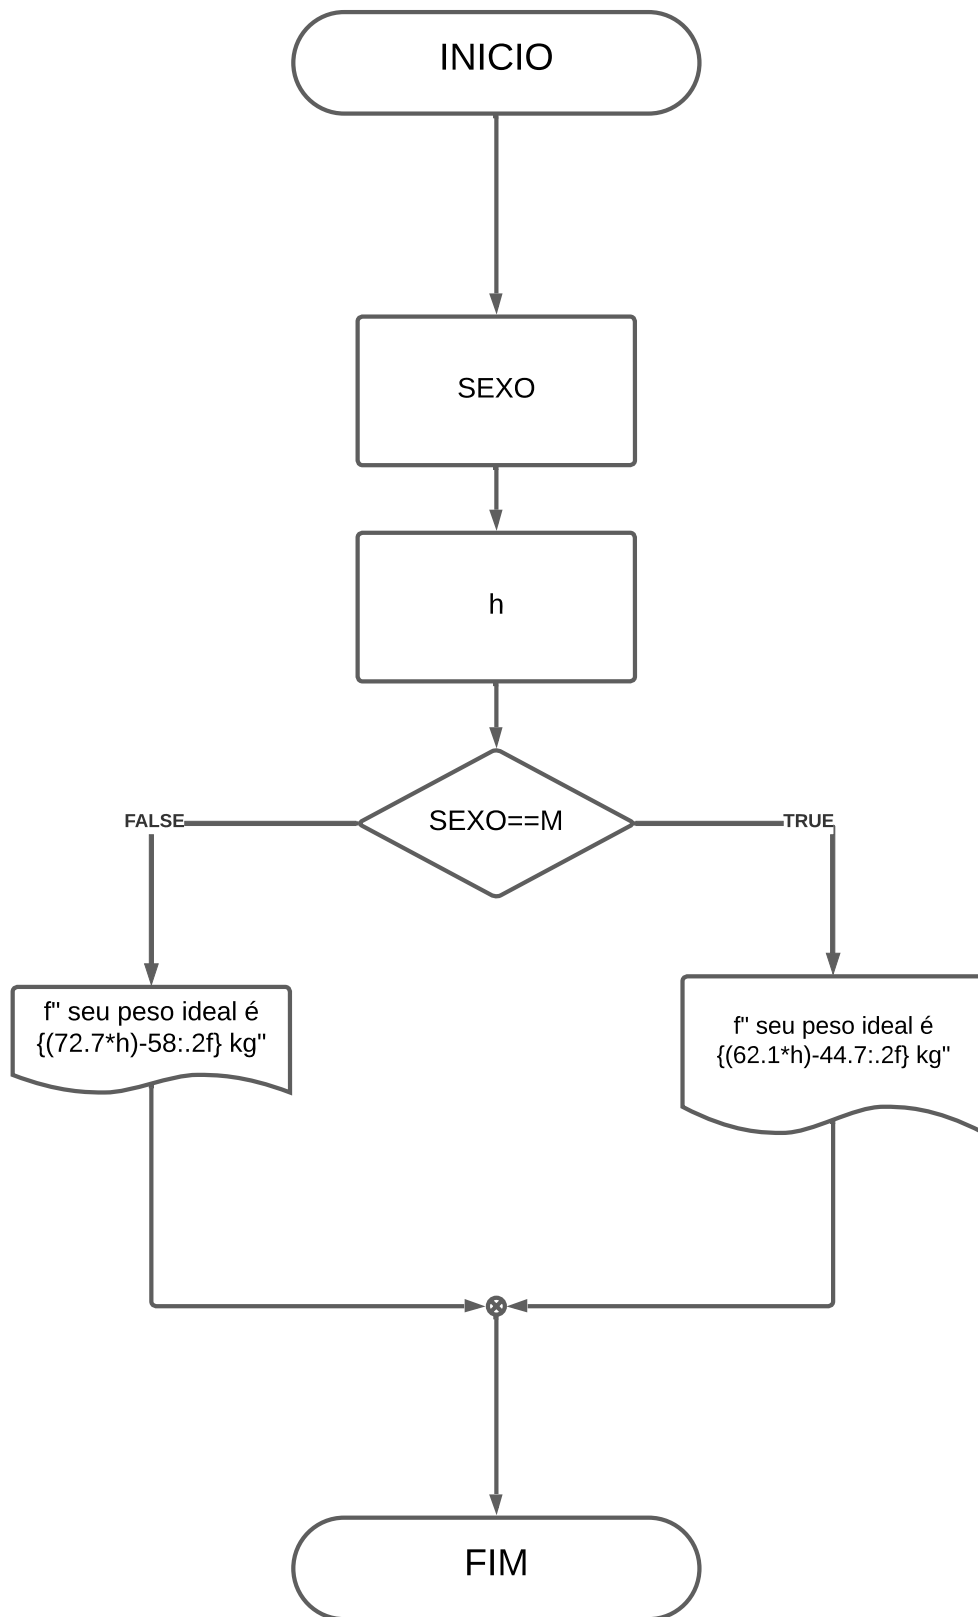 INICIO
SEXO
h
SEXO==M
FALSE
TRUE
f" seu peso ideal é
{(72.7*h)-58:.2f} kg"
f" seu peso ideal é
{(62.1*h)-44.7:.2f} kg"
FIM